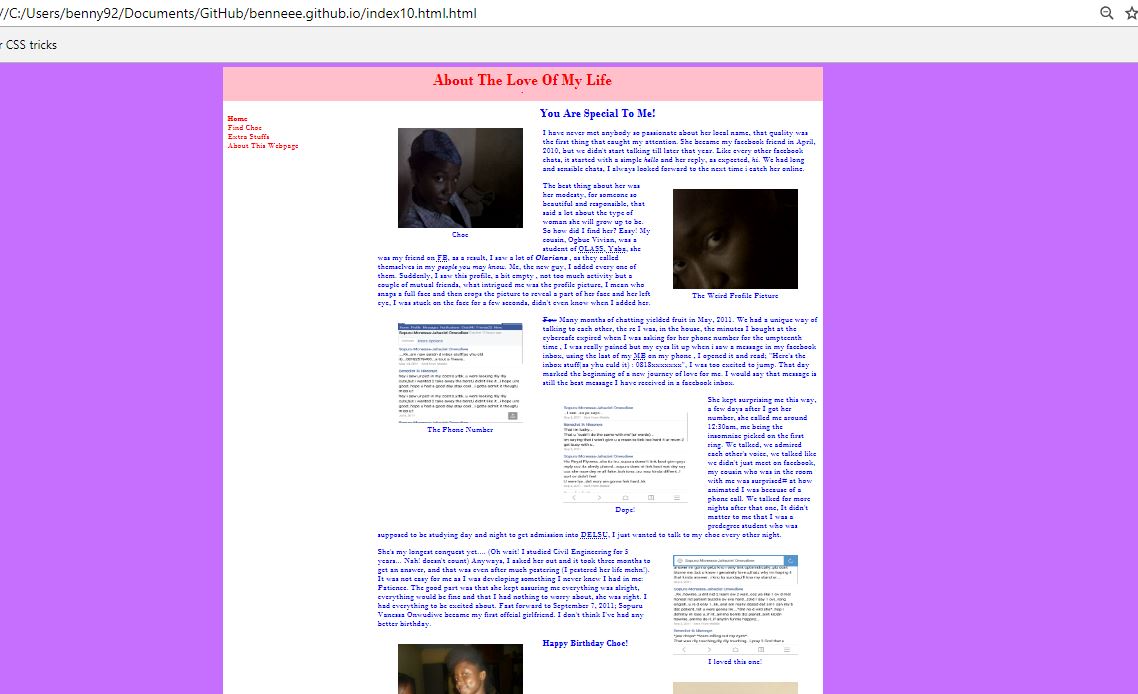 //C:/Users/benny92/Documents/GitHub/benneee.github.io/index10.html.html
r CSS tricks
About The Love Of My Life
Home
Find Choc
Extra Stuffs
About This Webpage
You Are Special To Me!
Choc
I have never met anybody so passionate about her local name, that quality was
the first thing that caught my attention. She became my facebook friend in April,
2010, but we didn't start talking till later that year. Like every other facebook
chats, it started with a simple hello and her reply, as expected, hi. We had long
and sensible chats, I always looked forward to the next time i catch her online.
The best thing about her was
her modesty, for someone so
beautiful and responsible, that
said a lot about the type of
woman she will grow up to be.
So how did I find her? Easy! My
cousin, Ogbue Vivian, was a
student of OLASS, Yaba, she
was my friend on FB, as a result, I saw a lot of Olarians , as they called
themselves in my people you may know. Me, the new guy, I added every one of
them. Suddenly, I saw this profile, a bit empty , not too much activity but a
couple of mutual friends, what intrigued me was the profile picture, I mean who
snaps a full face and then crops the picture to reveal a part of her face and her left
eye, I was stuck on the face for a few seconds, didn't even know when I added her.
The Weird Profile Picture
The Phone Number
Few Many months of chatting yielded fruit in May, 2011. We had a unique way of
talking to each other, the re I was, in the house, the minutes I bought at the
cybercafe expired when I was asking for her phone number for the umpteenth
time , I was really pained but my eyes lit up when i saw a message in my facebook
inbox, using the last of my MB on my phone , I opened it and read; "Here's the
inbox stuff(as yhu culd it) : 0818xxxxxxx", I was too excited to jump. That day
marked the beginning of a new journey of love for me. I would say that message is
still the best message I have received in a facebook inbox.
Dope!
She kept surprising me this way,
a few days after I got her
number, she called me around
12:30am, me being the
insomniac picked on the first
ring. We talked, we admired
each other's voice, we talked like
we didn't just meet on facebook,
my cousin who was in the room
with me was surprised at how
animated I was because of a
phone call. We talked for more
nights after that one, It didn't
matter to me that I was a
predegree student who was
supposed to be studying day and night to get admission into DELSU, I just wanted to talk to my choc every other night.
She's my longest conquest yet.... (Oh wait! I studied Civil Engineering for 5
years... Nah! doesn't count) Anyways, I asked her out and it took three months to
get an answer, and that was even after much pestering (I pestered her life mehn!).
It was not easy for me as I was developing something I never knew I had in me:
Patience. The good part was that she kept assuring me everything was alright,
everything would be fine and that I had nothing to worry about, she was right. I
had everything to be excited about. Fast forward to September 7, 2011; Sopuru
Vanessa Onwudiwe became my first offcial girlfriend. I don't think I've had any
better birthday.
I loved this one!
Happy Birthday Choc!